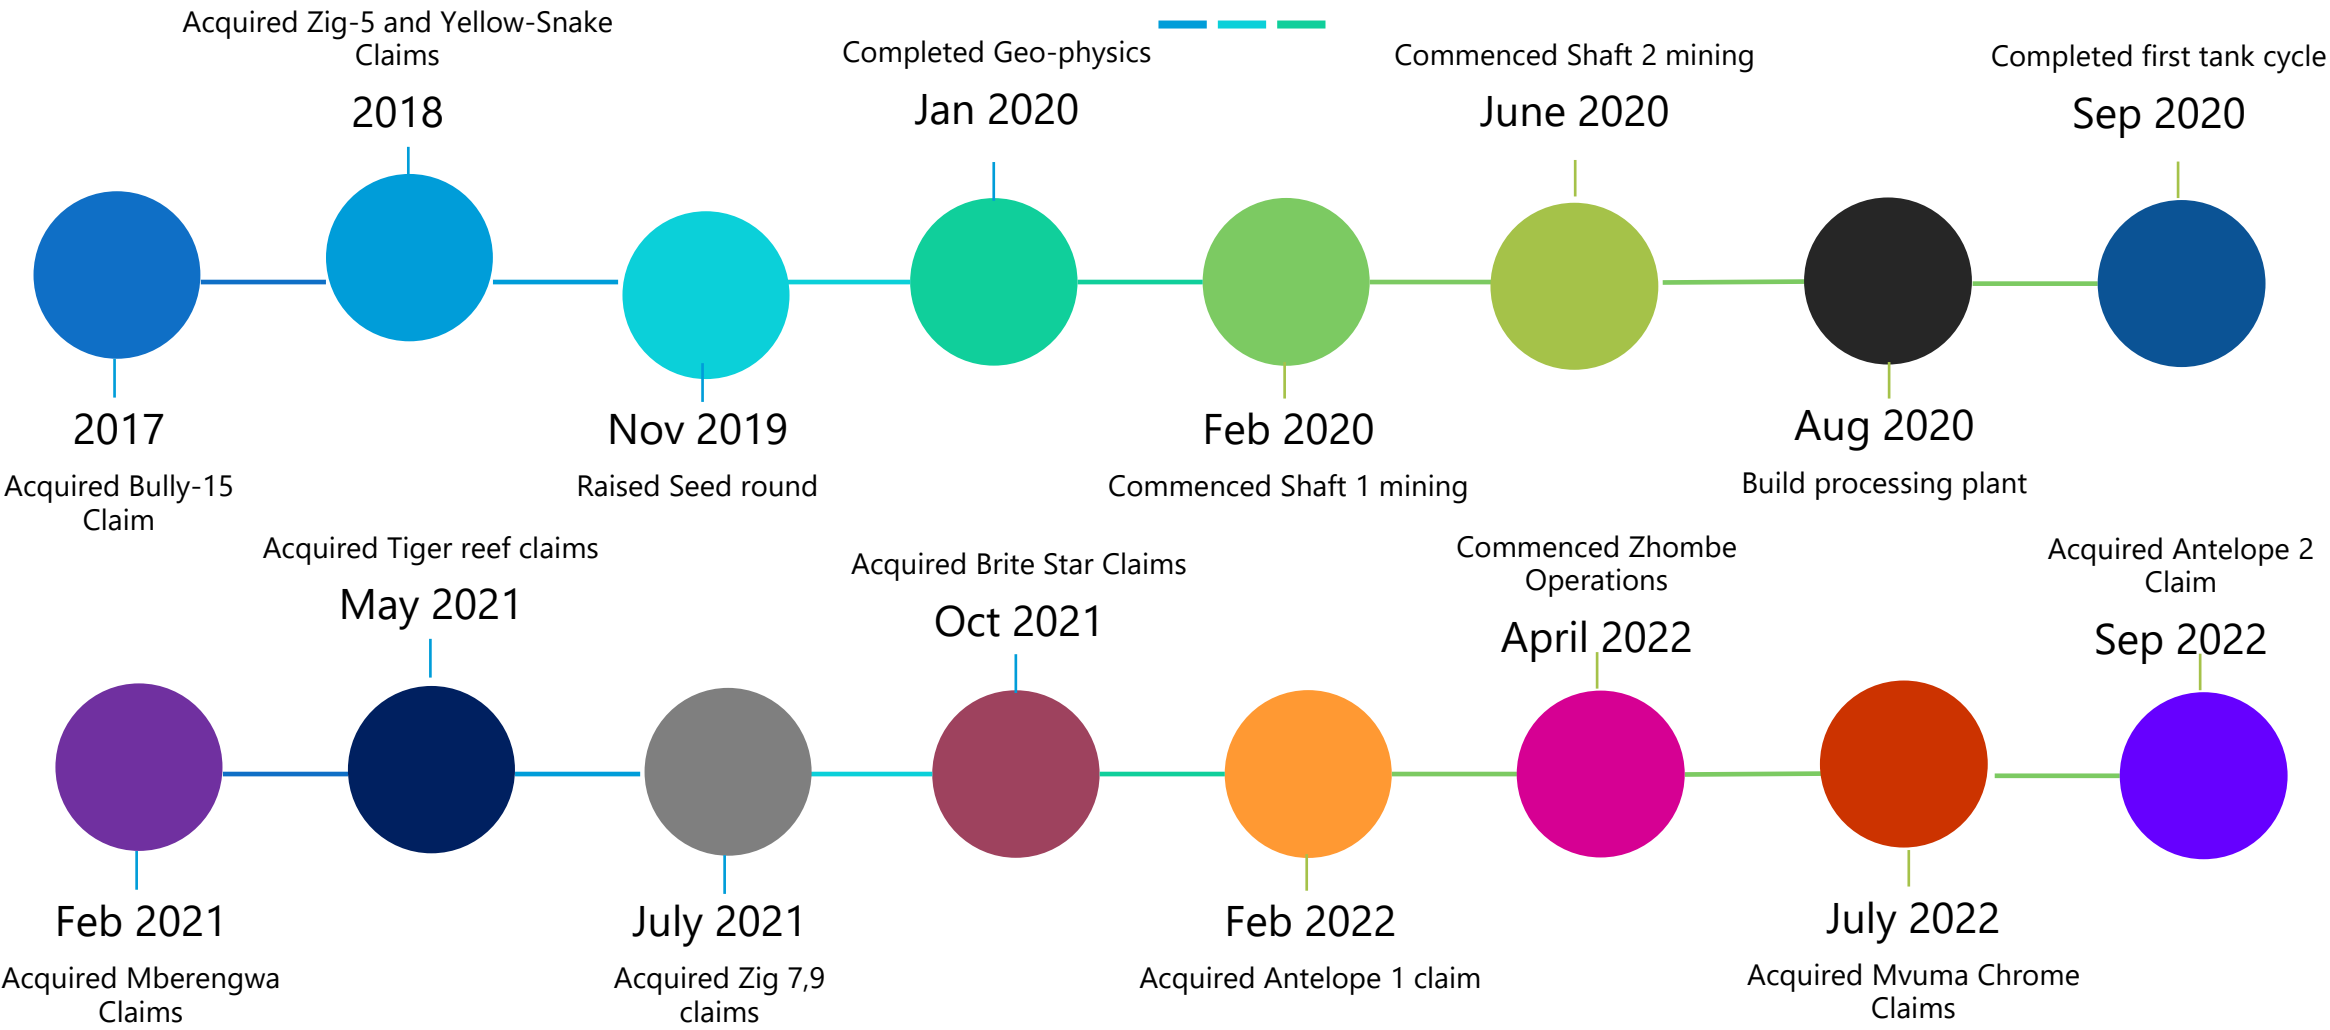 Acquired Zig-5 and Yellow-Snake
Claims
2018
Completed Geo-physics
Jan 2020
Commenced Shaft 2 mining
June 2020
Completed first tank cycle
Sep 2020
2017
Acquired Bully-15
Claim
Nov 2019
Raised Seed round
Feb 2020
Commenced Shaft 1 mining
Aug 2020
Build processing plant
Acquired Tiger reef claims
May 2021
Acquired Brite Star Claims
Oct 2021
Commenced Zhombe
Operations
April 2022
Acquired Antelope 2
Claim
Sep 2022
Feb 2021
Acquired Mberengwa
Claims
July 2021
Acquired Zig 7,9
claims
Feb 2022
Acquired Antelope 1 claim
July 2022
Acquired Mvuma Chrome
Claims